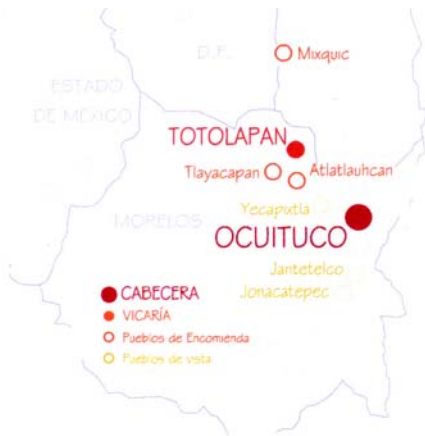 D.F.
Mixquic
ESTADO
DE MÉXICO
TOTOLAPAN
Tlayacapan
Atlatlauhcan
Yecapixtla
MORELOS
OCUITUCO
Jantetelco
Jonacatepec
CABECERA
VICARÍA
Pueblos de Encomienda
Pueblos de vista